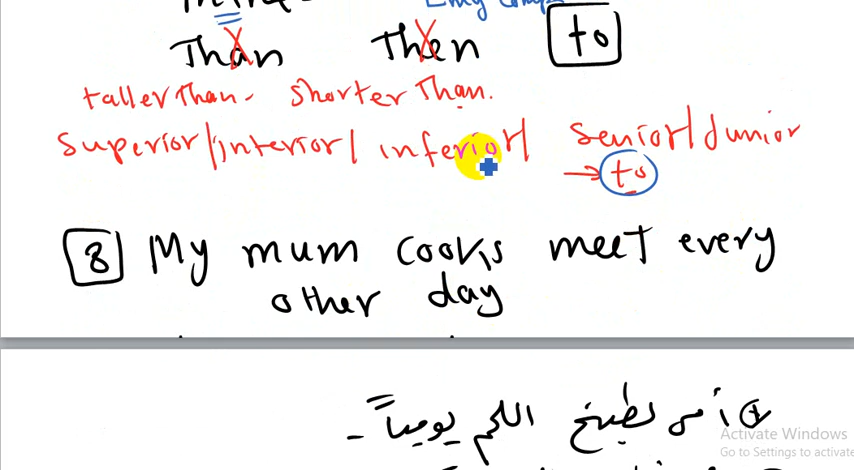 Than Then to
taller Than - shorter Than.
Superior/interior/ inferior/ senior/Junior
→ to
8 My mum cooks meet every
other day
أمي تطبخ اللحم يومياً -
Activate Windows
Go to Settings to activate